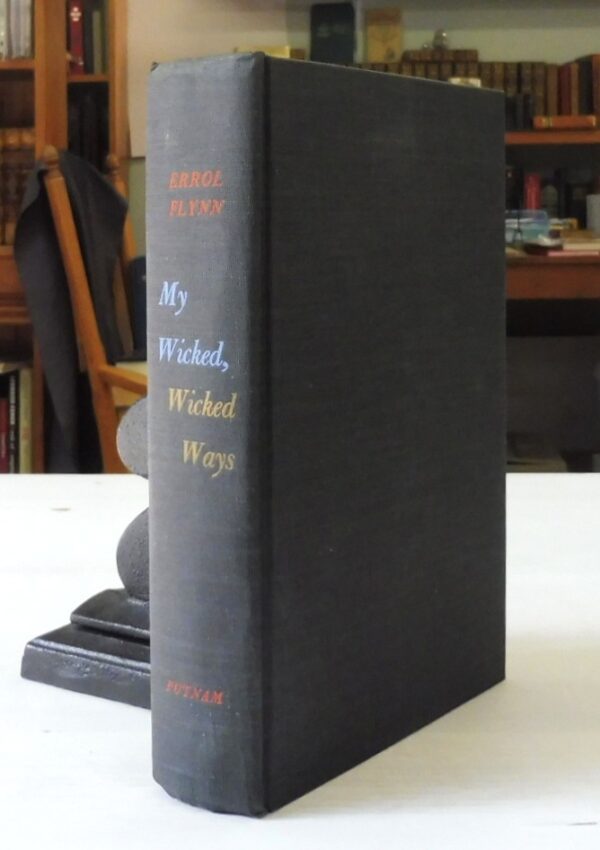 ERROL
FLYNN
My
Wicked,
Wicked
Ways
PUTNAM